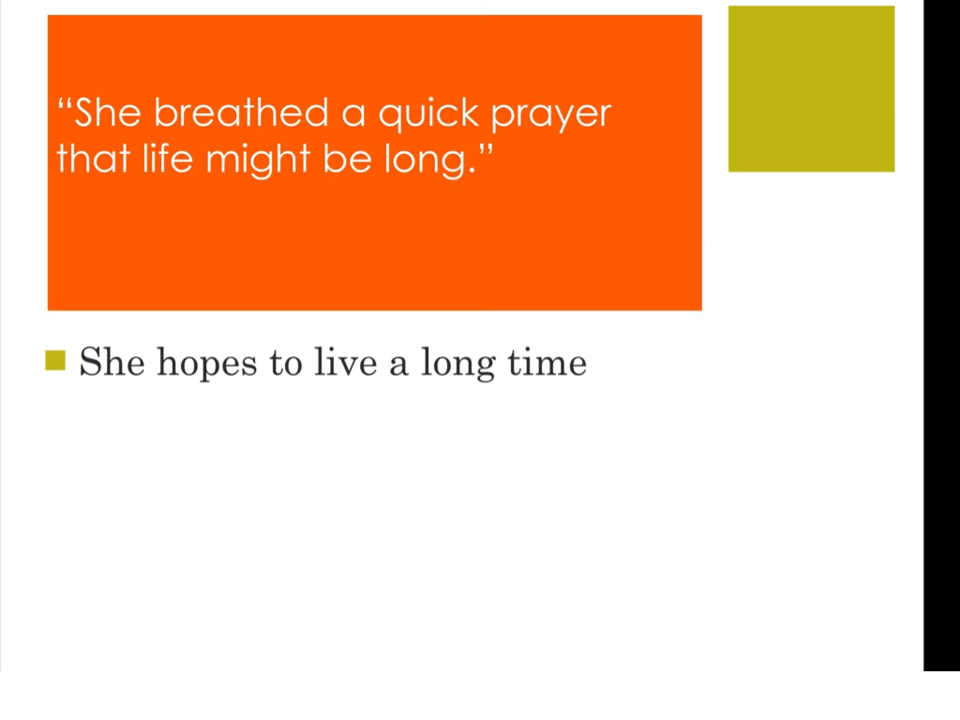 “She breathed a quick prayer
that life might be long.”
She hopes to live a long time